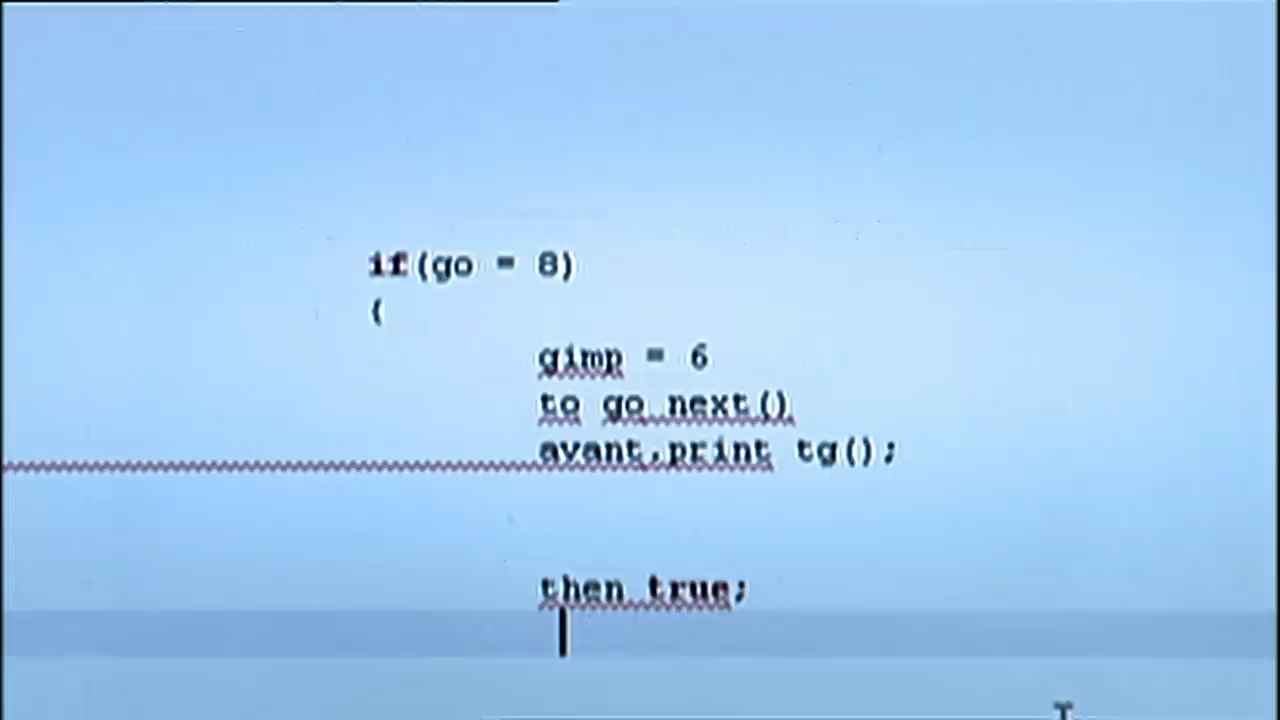 if(go = 8)
{
gimp = 6
to go next()
avant.print tg();
then true;